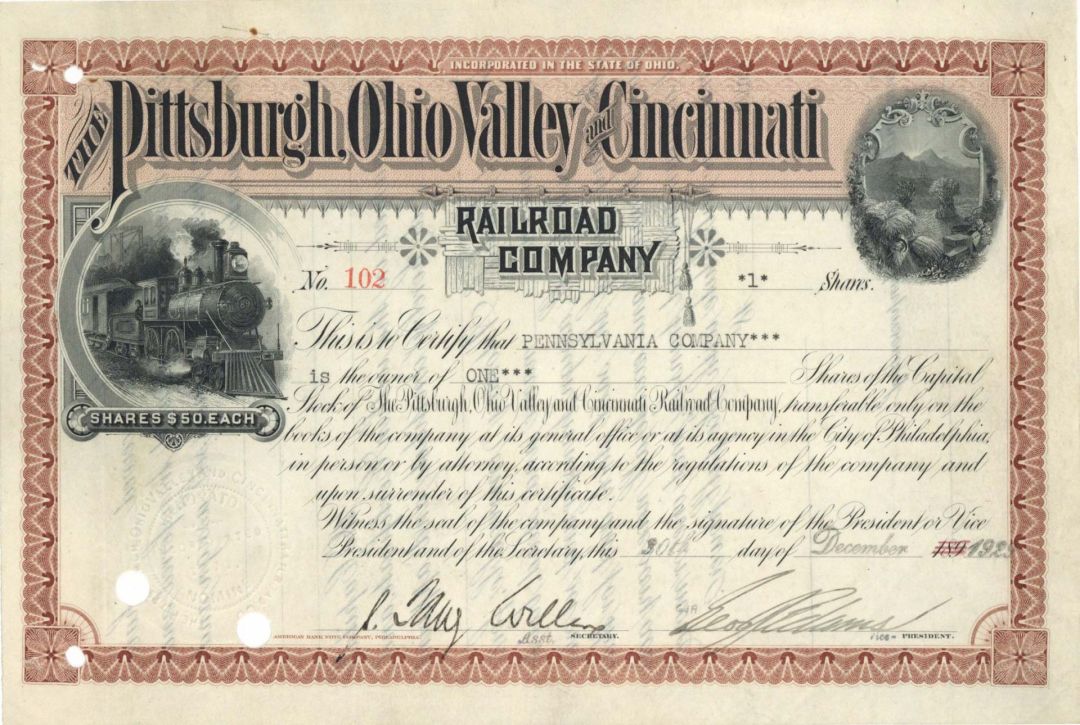 INCORPORATED IN THE STATE OF OHIO.
THE Pittsburgh, Ohio Valley and Cincinnati
RAILROAD
COMPANY
No. 102 *1* Shares.
This is to Certify that PENNSYLVANIA COMPANY***
is the owner of ONE*** Shares of the Capital
Stock of The Pittsburgh, Ohio Valley and Cincinnati Railroad Company, transferable only on the
SHARES $50. EACH
books of the company at its general office or at its agency in the City of Philadelphia,
in person or by attorney, according to the regulations of the company and
upon surrender of this certificate.
Witness the seal of the company and the signature of the President or Vice
President and of the Secretary, this 30th day of December
AMERICAN BANK NOTE COMPANY, PHILADELPHIA.
Asst. SECRETARY.
Vice- PRESIDENT.